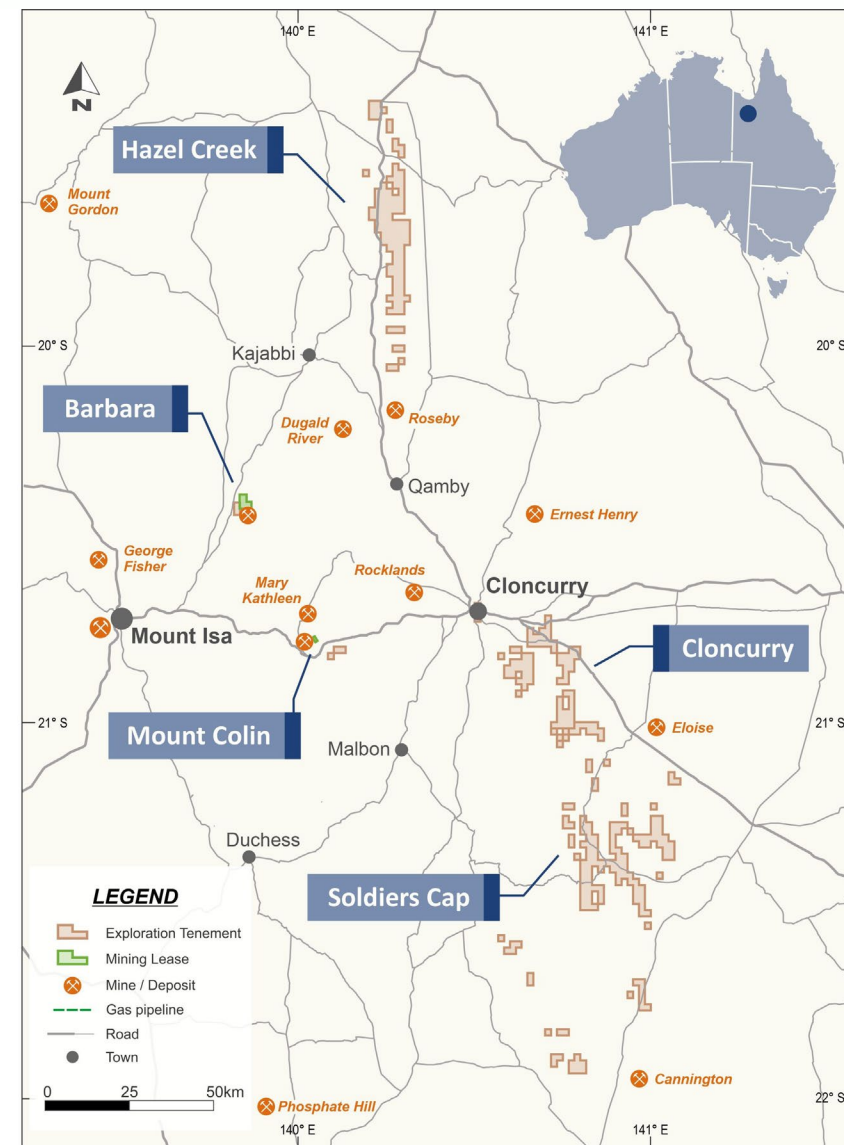 140° E
141° E
N
Hazel Creek
Mount
Gordon
20° S
20° S
Kajabbi
Barbara
Dugald
River
Roseby
Qamby
Ernest Henry
George
Fisher
Mary
Kathleen
Rocklands
Cloncurry
Mount Isa
Cloncurry
Mount Colin
21° S
21° S
Eloise
Malbon
Duchess
Soldiers Cap
LEGEND
Exploration Tenement
Mining Lease
Mine / Deposit
Gas pipeline
Road
Town
0 25 50km
Cannington
Phosphate Hill
22° S
140° E
141° E